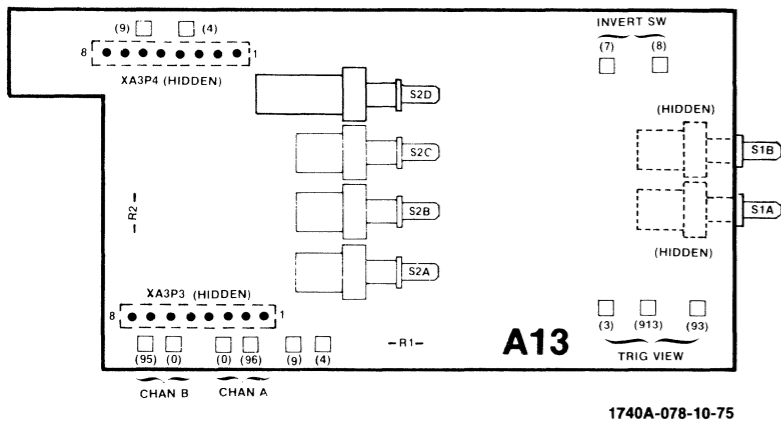 (9) (4) INVERT SW
(7) (8)
8 1
XA3P4 (HIDDEN)
S2D
(HIDDEN)
S2C S1B
R2
S2B S1A
(HIDDEN)
S2A
XA3P3 (HIDDEN)
8 1
(3) (913) (93)
R1 A13
TRIG VIEW
(95) (0) (0) (96) (9) (4)
CHAN B CHAN A
1740A-078-10-75